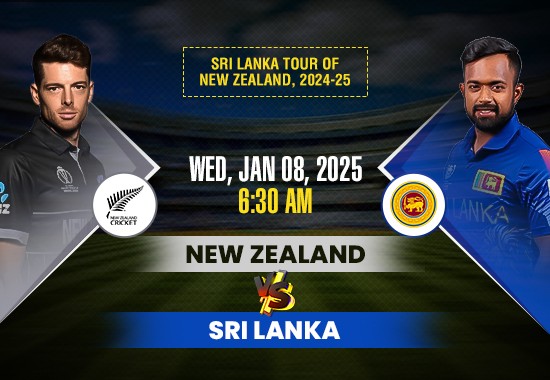 SRI LANKA TOUR OF
NEW ZEALAND, 2024-25
WED, JAN 08, 2025
6:30 AM
NEW ZEALAND
CRICKET
LANKA
NEW ZEALAND
VS
SRI LANKA